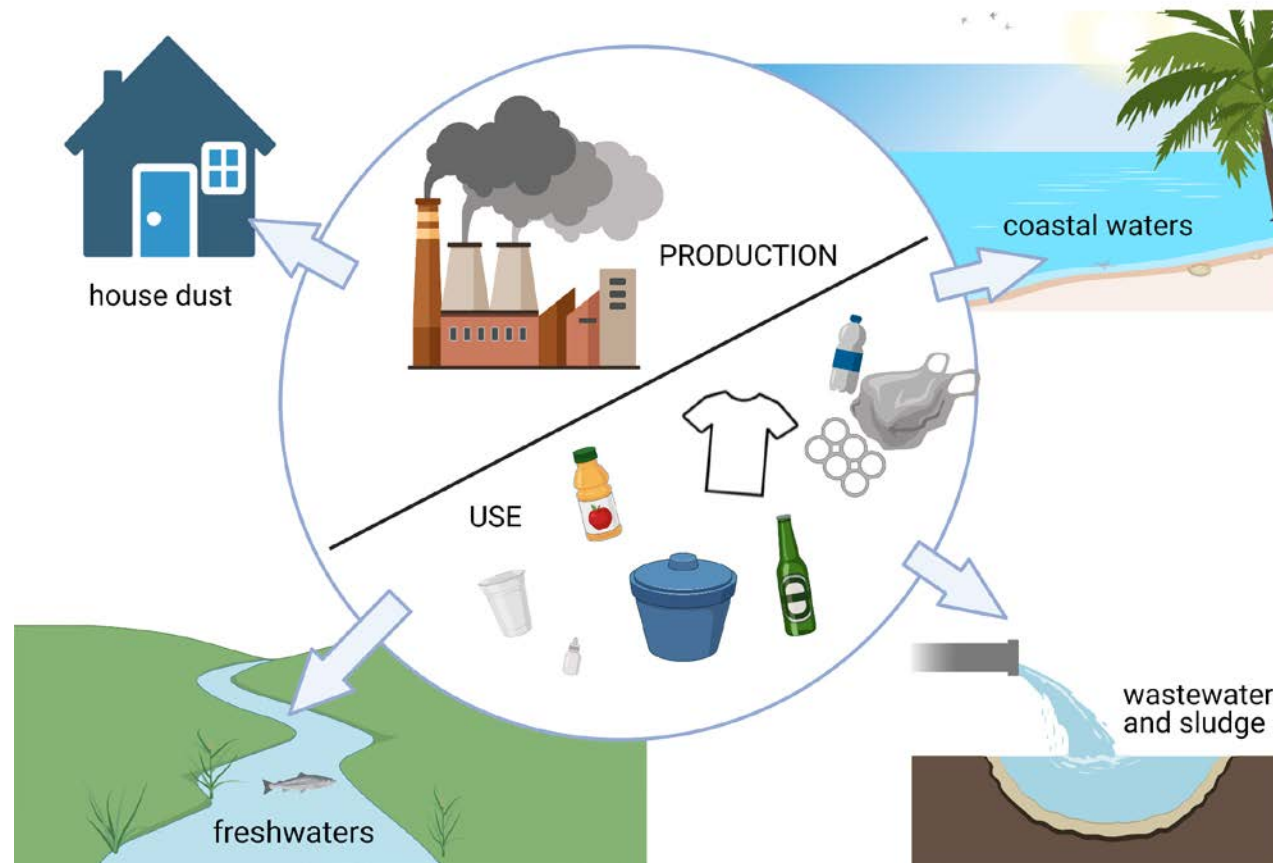 house dust
PRODUCTION
coastal waters
USE
freshwaters
wastewater
and sludge